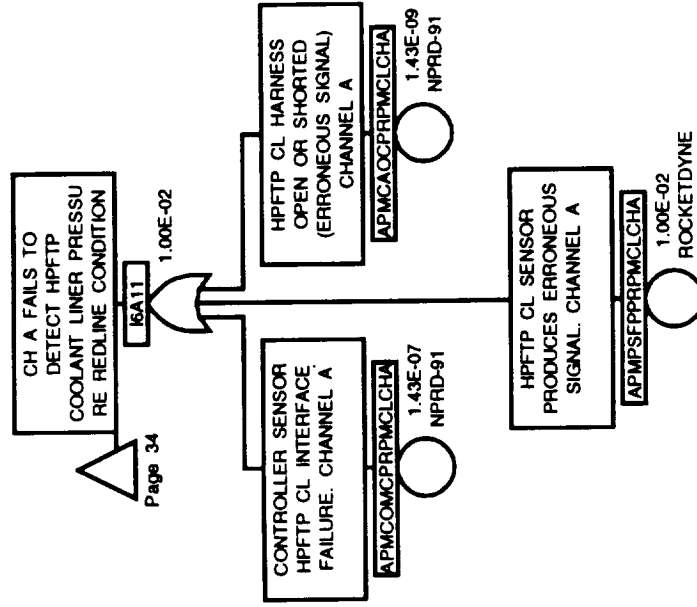 CH A FAILS TO
DETECT HPFTP
COOLANT LINER PRESSU
RE REDLINE CONDITION
I6A11
1.00E-02
Page 34
CONTROLLER SENSOR
HPFTP CL INTERFACE
FAILURE. CHANNEL A
APMCOMCPRPMCLCHA
1.43E-07
NPRD-91
HPFTP CL HARNESS
OPEN OR SHORTED
(ERRONEOUS SIGNAL)
CHANNEL A
APMCAOCPRPMCLCHA
1.43E-09
NPRD-91
HPFTP CL SENSOR
PRODUCES ERRONEOUS
SIGNAL. CHANNEL A
APMPSFPPRPMCLCHA
1.00E-02
ROCKETDYNE